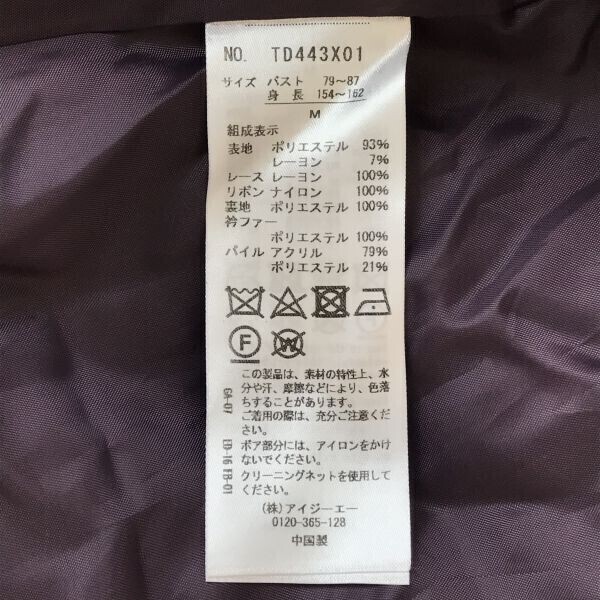 NO. TD443X01
サイズ バスト 79～87
身長 154～162
M
組成表示
表地 ポリエステル 93%
レーヨン 7%
レース レーヨン 100%
リボン ナイロン 100%
裏地 ポリエステル 100%
衿ファー
ポリエステル 100%
パイル アクリル 79%
ポリエステル 21%
F
W
この製品は、素材の特性上、水
分や汗、摩擦などにより、色落
ちすることがあります。
ご着用の際は、充分ご注意くだ
さい。
GA-07
ボア部分には、アイロンをかけ
ないでください。
ED-16
クリーニングネットを使用して
ください。
FB-01
(株)アイジーエー
0120-365-128
中国製